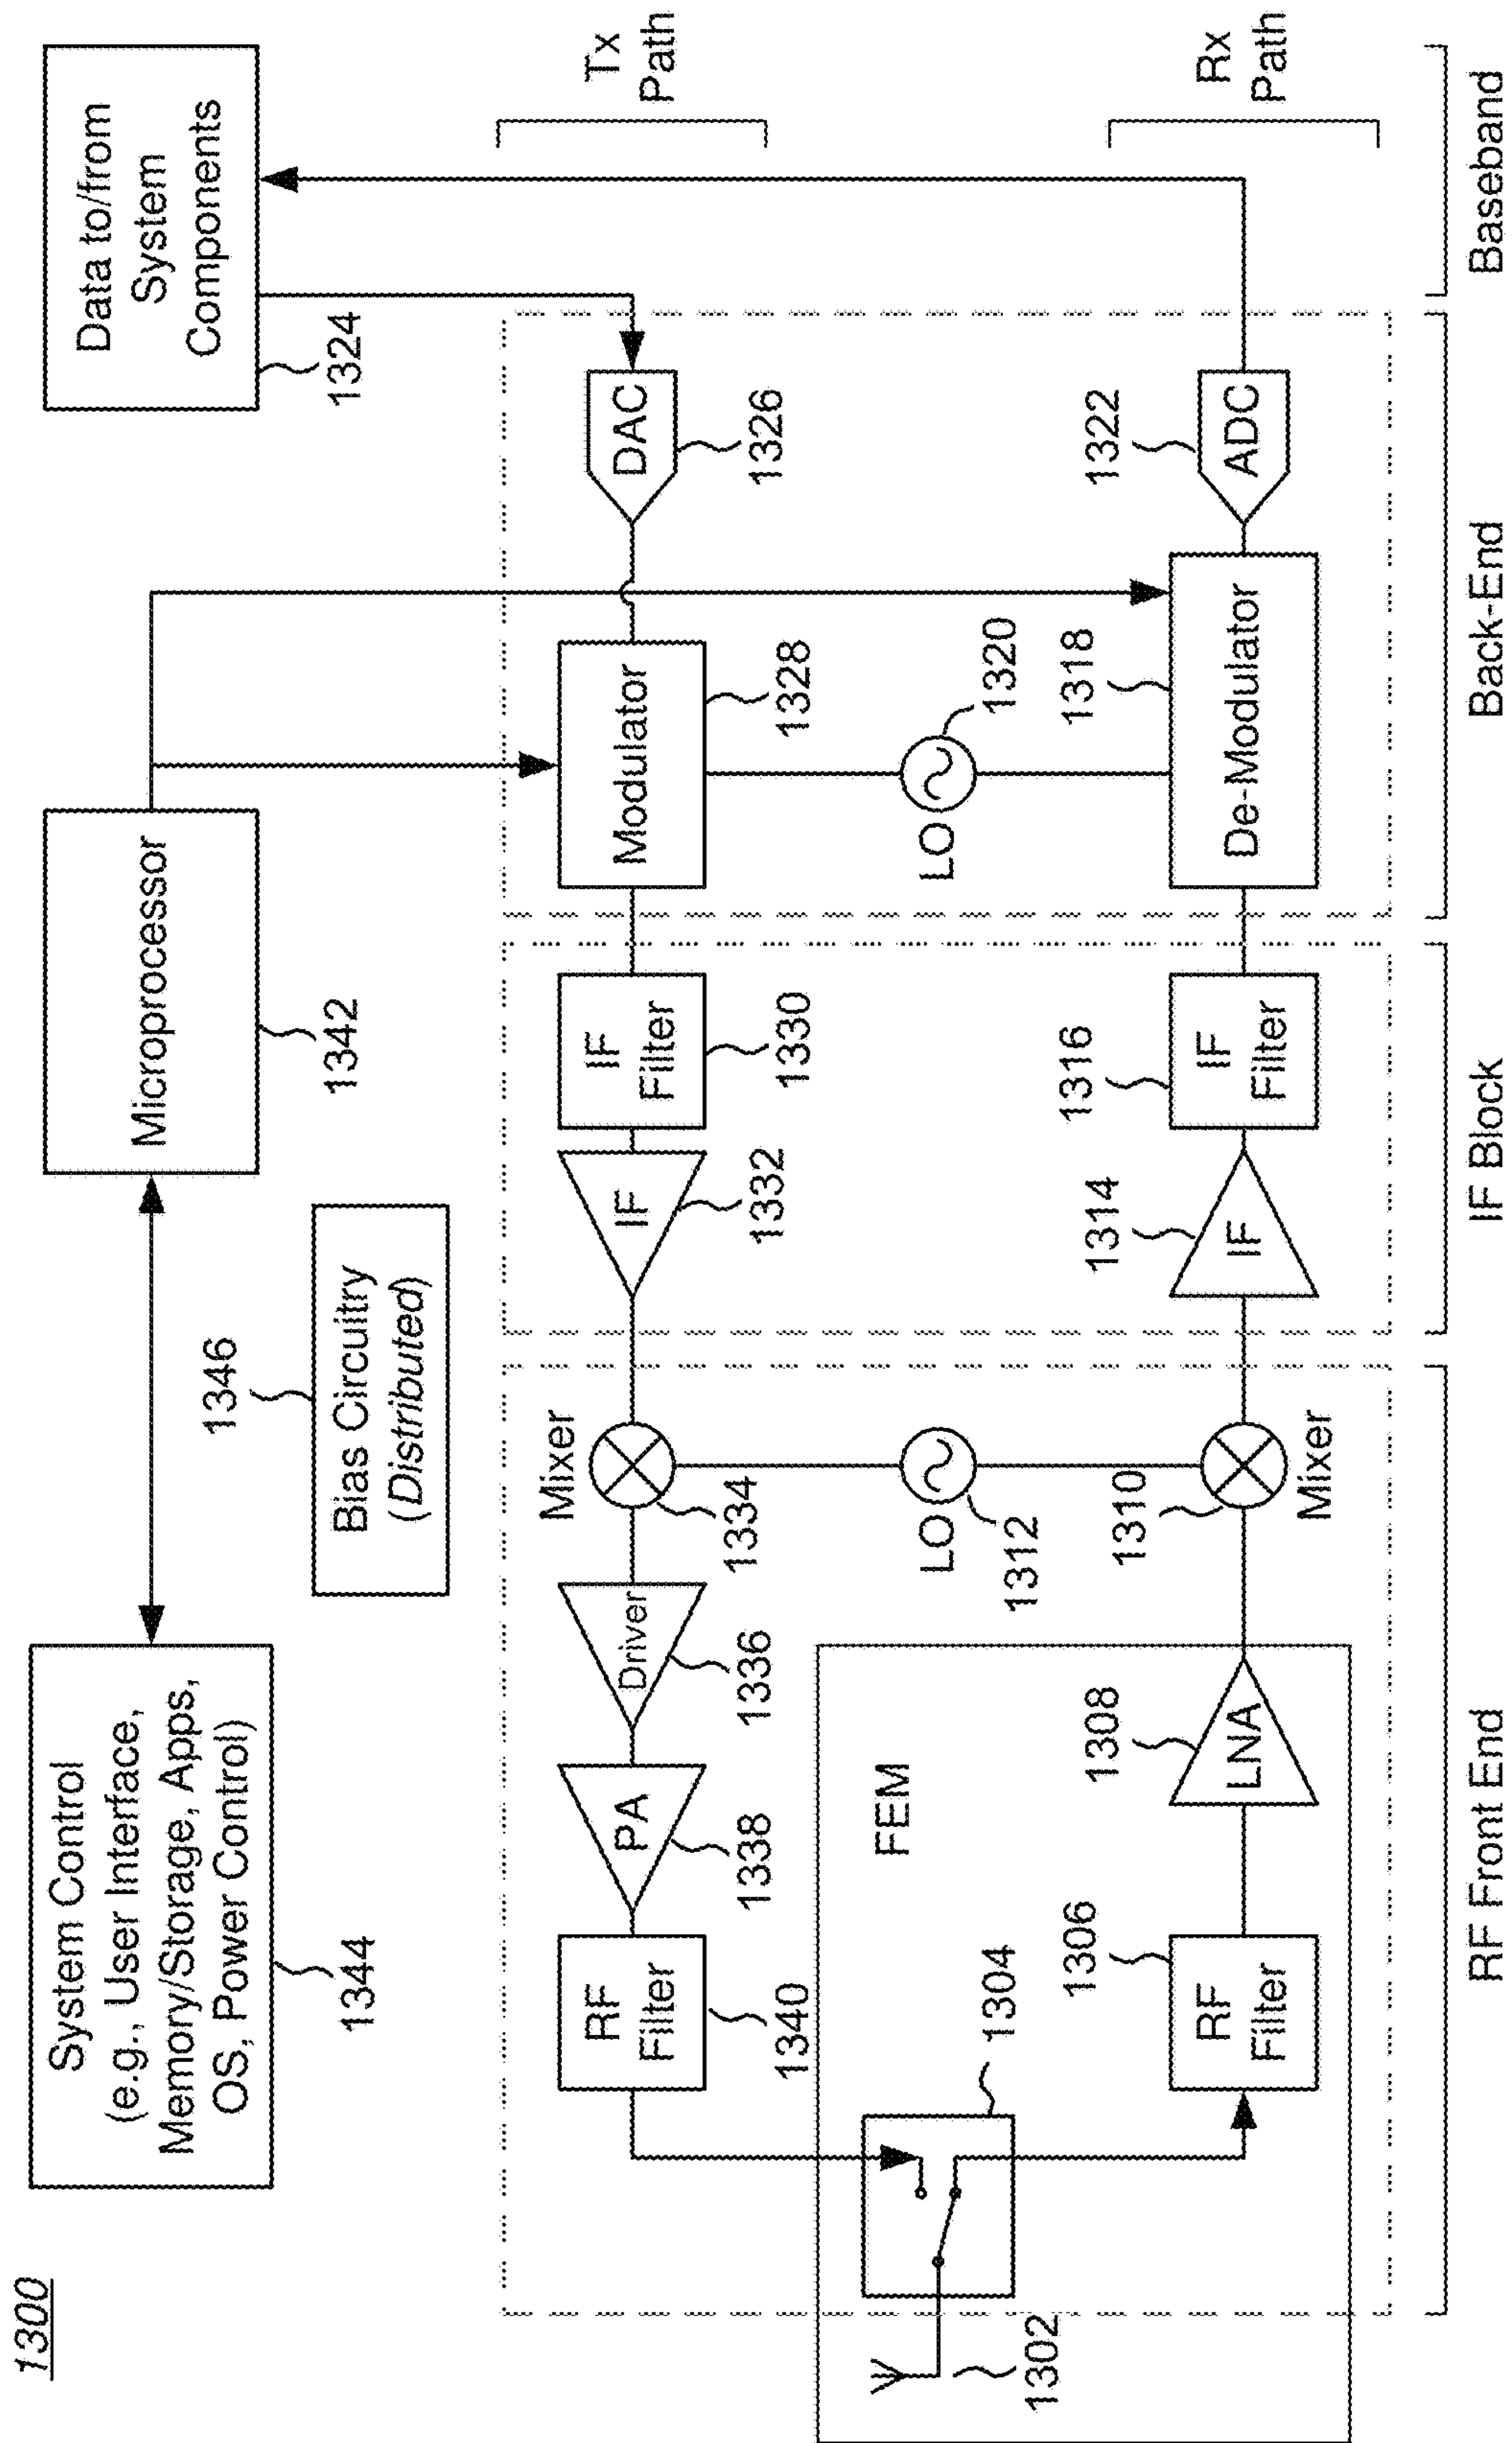 1300
System Control
(e.g., User Interface,
Memory/Storage, Apps,
OS, Power Control)
1344
Microprocessor
1342
Data to/from
System
Components
1324
1346
Bias Circuitry
(Distributed)
Tx
Path
RF
Filter
1340
PA
1338
Driver
1336
Mixer
1334
IF
1332
IF
Filter
1330
Modulator
1328
DAC
1326
LO
1312
LO
1320
FEM
1302
1304
Rx
Path
1306
RF
Filter
1308
LNA
1310
Mixer
1314
IF
1316
IF
Filter
1318
De-Modulator
1322
ADC
RF Front End
IF Block
Back-End
Baseband